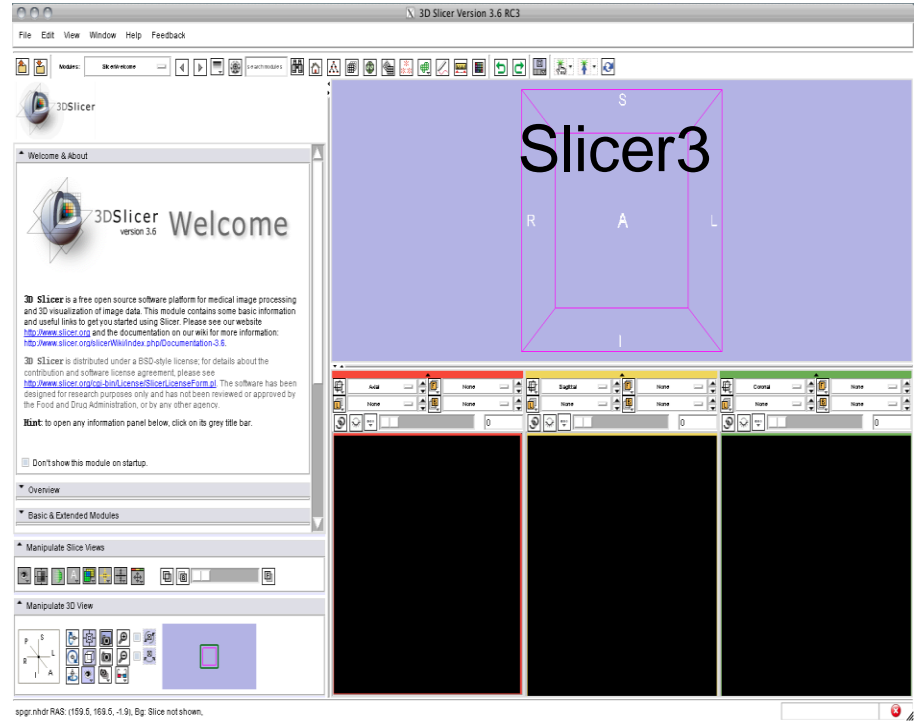 3D Slicer Version 3.6 RC3
File Edit View Window Help Feedback
Modules: SlicerWelcome search modules
3DSlicer
Welcome & About
3DSlicer
version 3.6
Welcome
3D Slicer is a free open source software platform for medical image processing
and 3D visualization of image data. This module contains some basic information
and useful links to get you started using Slicer. Please see our website
http://www.slicer.org and the documentation on our wiki for more information:
http://www.slicer.org/slicerWiki/index.php/Documentation-3.6.
3D Slicer is distributed under a BSD-style license; for details about the
contribution and software license agreement, please see
http://www.slicer.org/cgi-bin/License/SlicerLicenseForm.pl. The software has been
designed for research purposes only and has not been reviewed or approved by
the Food and Drug Administration, or by any other agency.
Hint: to open any information panel below, click on its grey title bar.
Don't show this module on startup.
Overview
Basic & Extended Modules
Manipulate Slice Views
Manipulate 3D View
P S
R L
I A
S
Slicer3
R A L
I
Axial None
None None
0
Sagittal None
None None
0
Coronal None
None None
0
spgr.nhdr RAS: (159.5, 169.5, -1.9), Bg: Slice not shown,